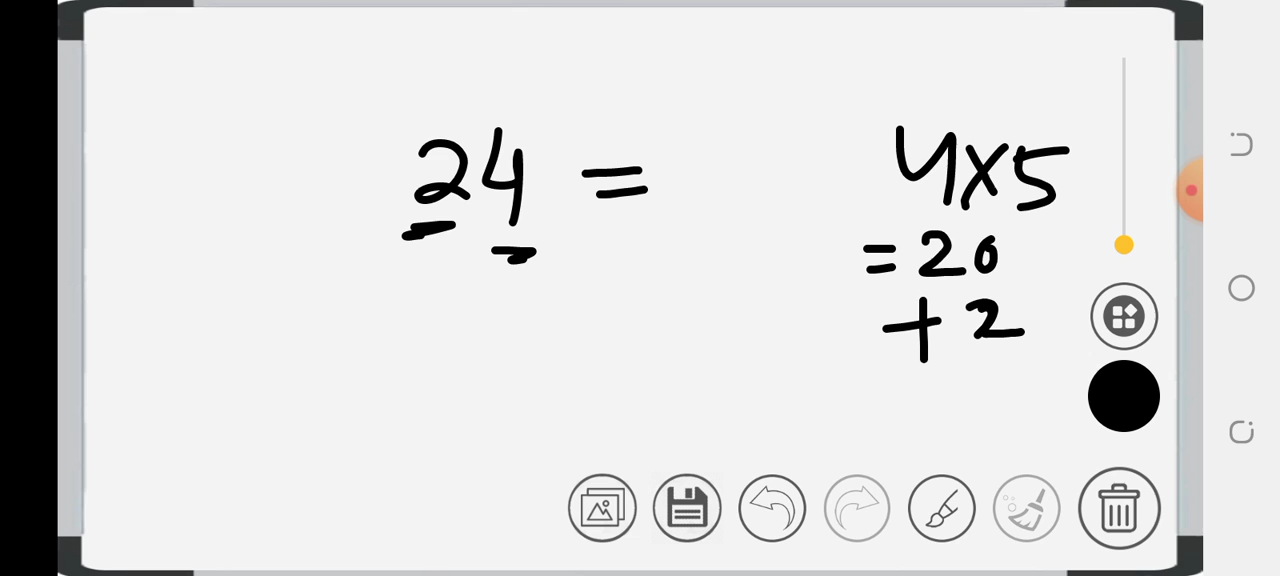 24 =
4x5
= 20
+ 2